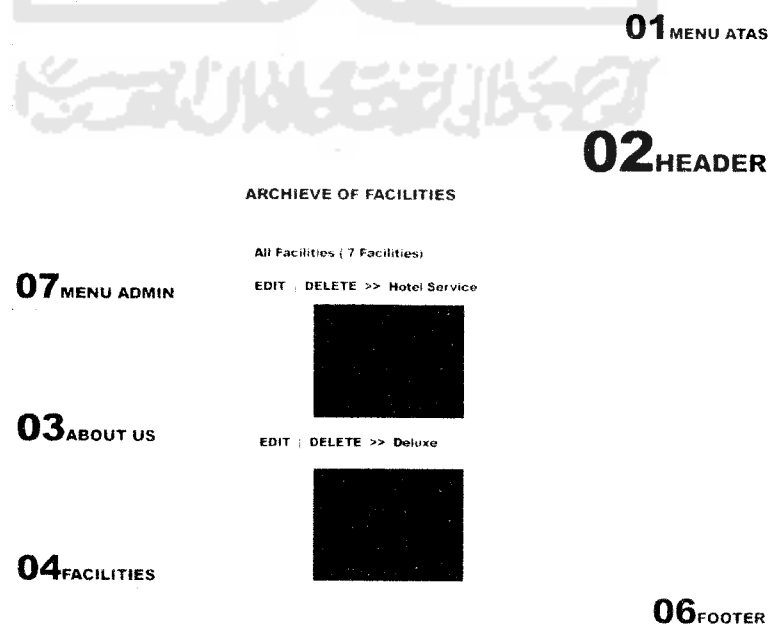 01 MENU ATAS
02 HEADER
ARCHIEVE OF FACILITIES
All Facilities ( 7 Facilities)
07 MENU ADMIN
EDIT | DELETE >> Hotel Service
03 ABOUT US
EDIT | DELETE >> Deluxe
04 FACILITIES
06 FOOTER